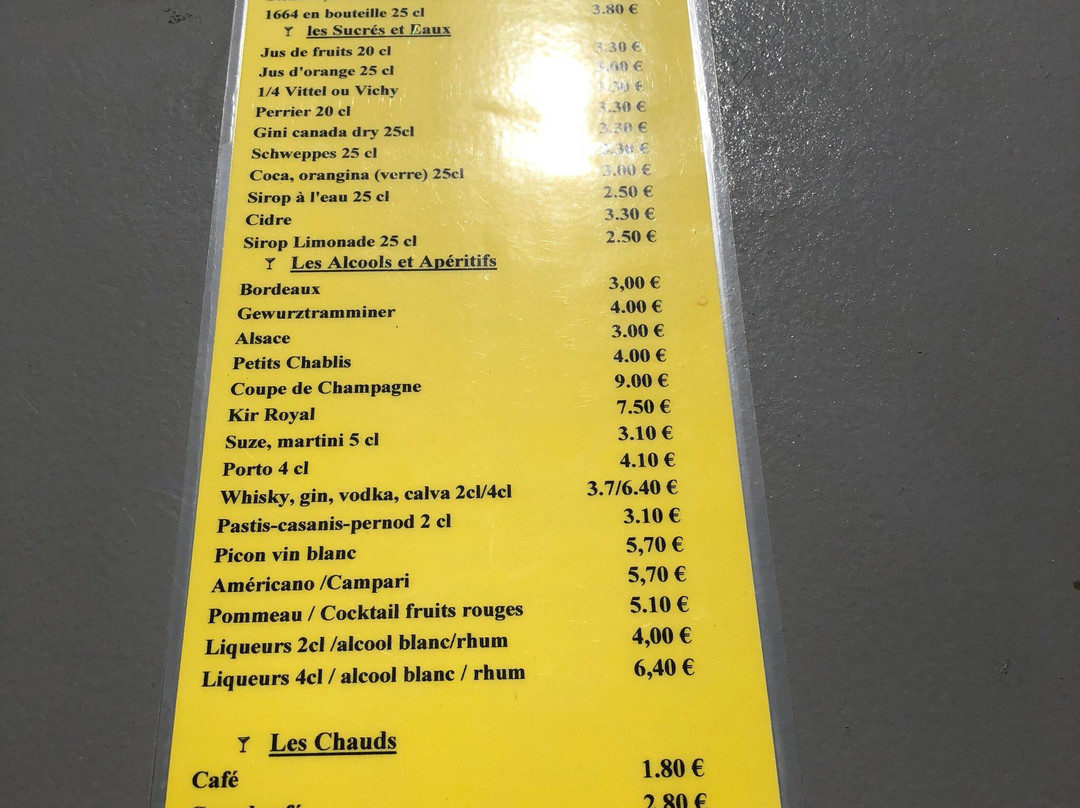 1664 en bouteille 25 cl 3.80 €
les Sucrés et Eaux
Jus de fruits 20 cl 3.30 €
Jus d'orange 25 cl
1/4 Vittel ou Vichy
Perrier 20 cl 3.30 €
Gini canada dry 25cl 3.30 €
Schweppes 25 cl
Coca, orangina (verre) 25cl 3.00 €
Sirop à l'eau 25 cl 2.50 €
Cidre 3.30 €
Sirop Limonade 25 cl 2.50 €
Les Alcools et Apéritifs
Bordeaux 3,00 €
Gewurztramminer 4.00 €
Alsace 3.00 €
Petits Chablis 4.00 €
Coupe de Champagne 9.00 €
Kir Royal 7.50 €
Suze, martini 5 cl 3.10 €
Porto 4 cl 4.10 €
Whisky, gin, vodka, calva 2cl/4cl 3.7/6.40 €
Pastis-casanis-pernod 2 cl 3.10 €
Picon vin blanc 5,70 €
Américano /Campari 5,70 €
Pommeau / Cocktail fruits rouges 5.10 €
Liqueurs 2cl /alcool blanc/rhum 4,00 €
Liqueurs 4cl / alcool blanc / rhum 6,40 €
Les Chauds
Café 1.80 €
2.80 €